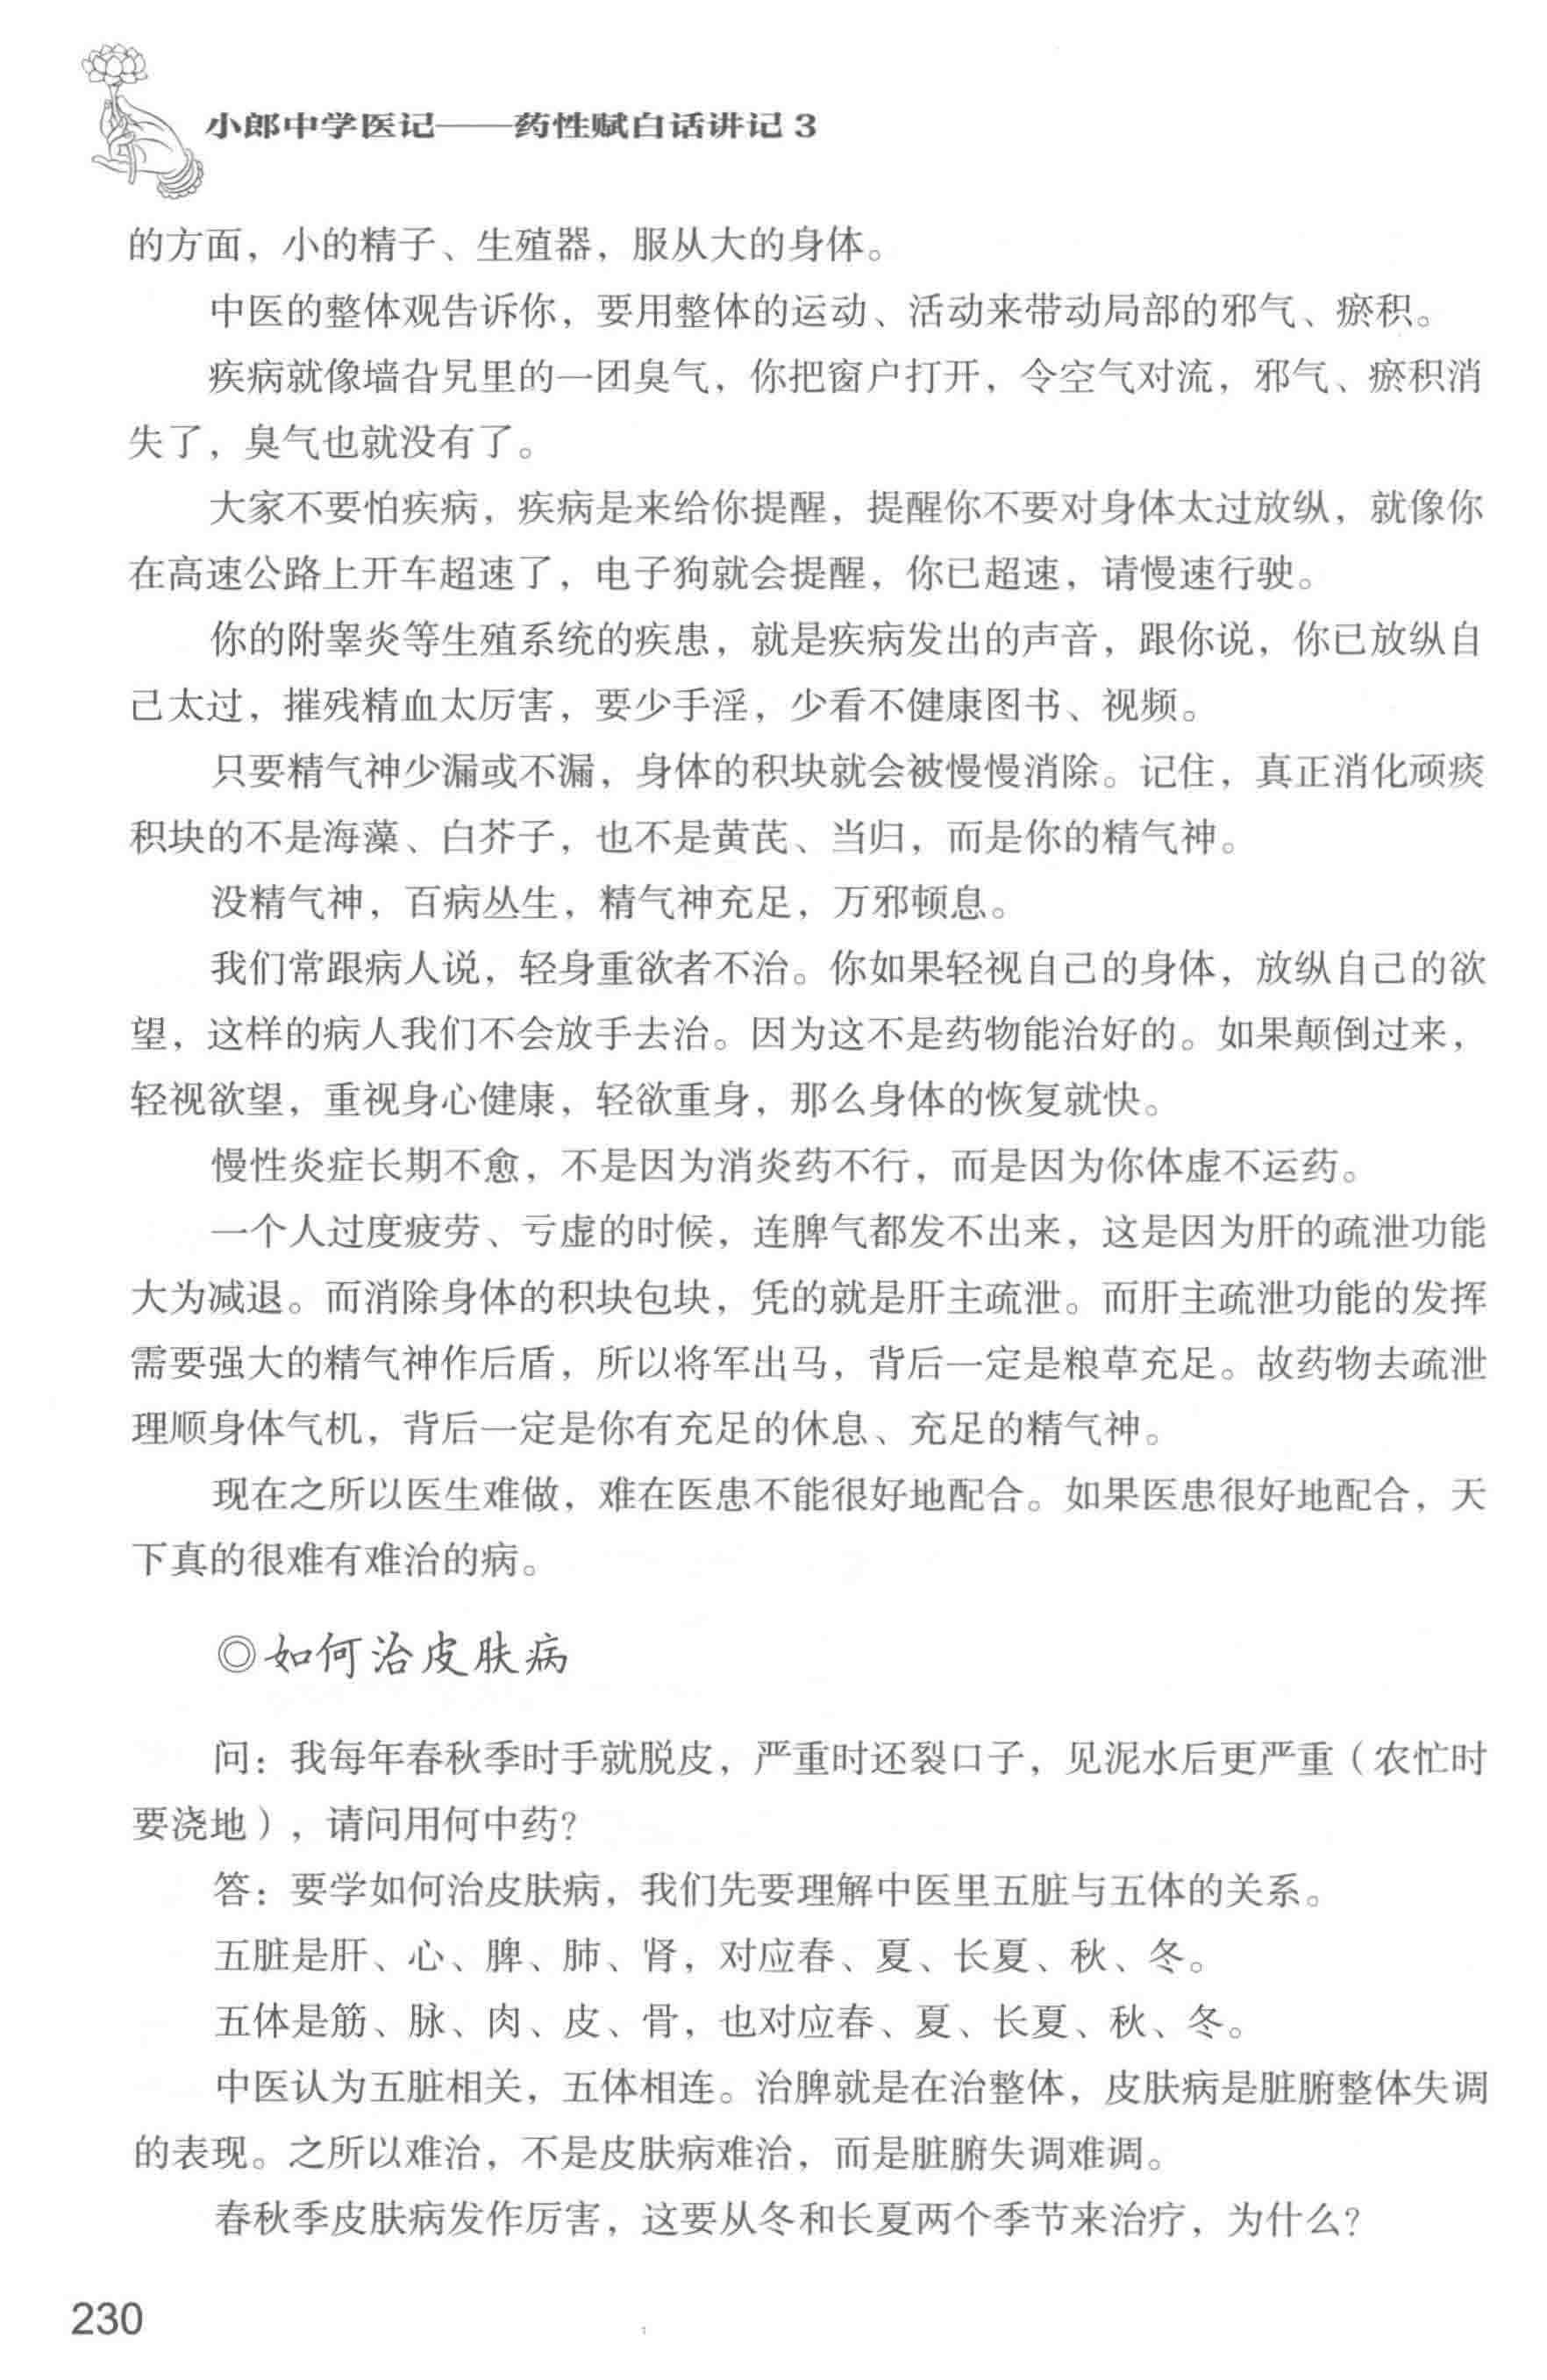 小郎中学医记——药性赋白话讲记 3
的方面，小的精子、生殖器，服从大的身体。
中医的整体观告诉你，要用整体的运动、活动来带动局部的邪气、瘀积。
疾病就像墙旮旯里的一团臭气，你把窗户打开，令空气对流，邪气、瘀积消
失了，臭气也就没有了。
大家不要怕疾病，疾病是来给你提醒，提醒你不要对身体太过放纵，就像你
在高速公路上开车超速了，电子狗就会提醒，你已超速，请慢速行驶。
你的附睾炎等生殖系统的疾患，就是疾病发出的声音，跟你说，你已放纵自
己太过，摧残精血太厉害，要少手淫，少看不健康图书、视频。
只要精气神少漏或不漏，身体的积块就会被慢慢消除。记住，真正消化顽痰
积块的不是海藻、白芥子，也不是黄芪、当归，而是你的精气神。
没精气神，百病丛生，精气神充足，万邪顿息。
我们常跟病人说，轻身重欲者不治。你如果轻视自己的身体，放纵自己的欲
望，这样的病人我们不会放手去治。因为这不是药物能治好的。如果颠倒过来，
轻视欲望，重视身心健康，轻欲重身，那么身体的恢复就快。
慢性炎症长期不愈，不是因为消炎药不行，而是因为你体虚不运药。
一个人过度疲劳、亏虚的时候，连脾气都发不出来，这是因为肝的疏泄功能
大为减退。而消除身体的积块包块，凭的就是肝主疏泄。而肝主疏泄功能的发挥
需要强大的精气神作后盾，所以将军出马，背后一定是粮草充足。故药物去疏泄
理顺身体气机，背后一定是你有充足的休息、充足的精气神。
现在之所以医生难做，难在医患不能很好地配合。如果医患很好地配合，天
下真的很难有难治的病。
◎如何治皮肤病
问：我每年春秋季时手就脱皮，严重时还裂口子，见泥水后更严重（农忙时
要浇地），请问用何中药？
答：要学如何治皮肤病，我们先要理解中医里五脏与五体的关系。
五脏是肝、心、脾、肺、肾，对应春、夏、长夏、秋、冬。
五体是筋、脉、肉、皮、骨，也对应春、夏、长夏、秋、冬。
中医认为五脏相关，五体相连。治脾就是在治整体，皮肤病是脏腑整体失调
的表现。之所以难治，不是皮肤病难治，而是脏腑失调难调。
春秋季皮肤病发作厉害，这要从冬和长夏两个季节来治疗，为什么？
230